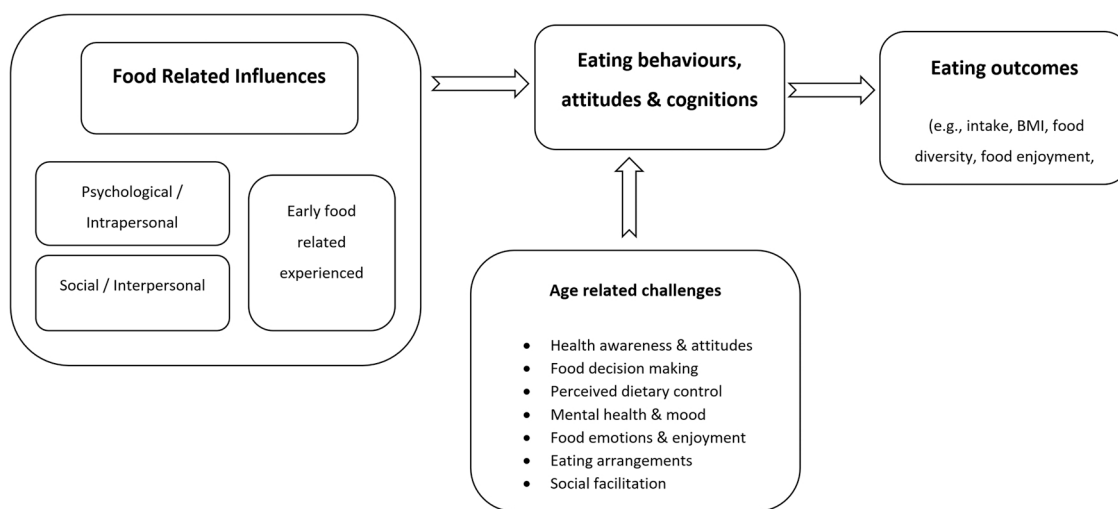 Food Related Influences
Psychological /
Intrapersonal
Social / Interpersonal
Early food
related
experienced
Eating behaviours,
attitudes & cognitions
Eating outcomes
(e.g., intake, BMI, food
diversity, food enjoyment,
Age related challenges
• Health awareness & attitudes
• Food decision making
• Perceived dietary control
• Mental health & mood
• Food emotions & enjoyment
• Eating arrangements
• Social facilitation